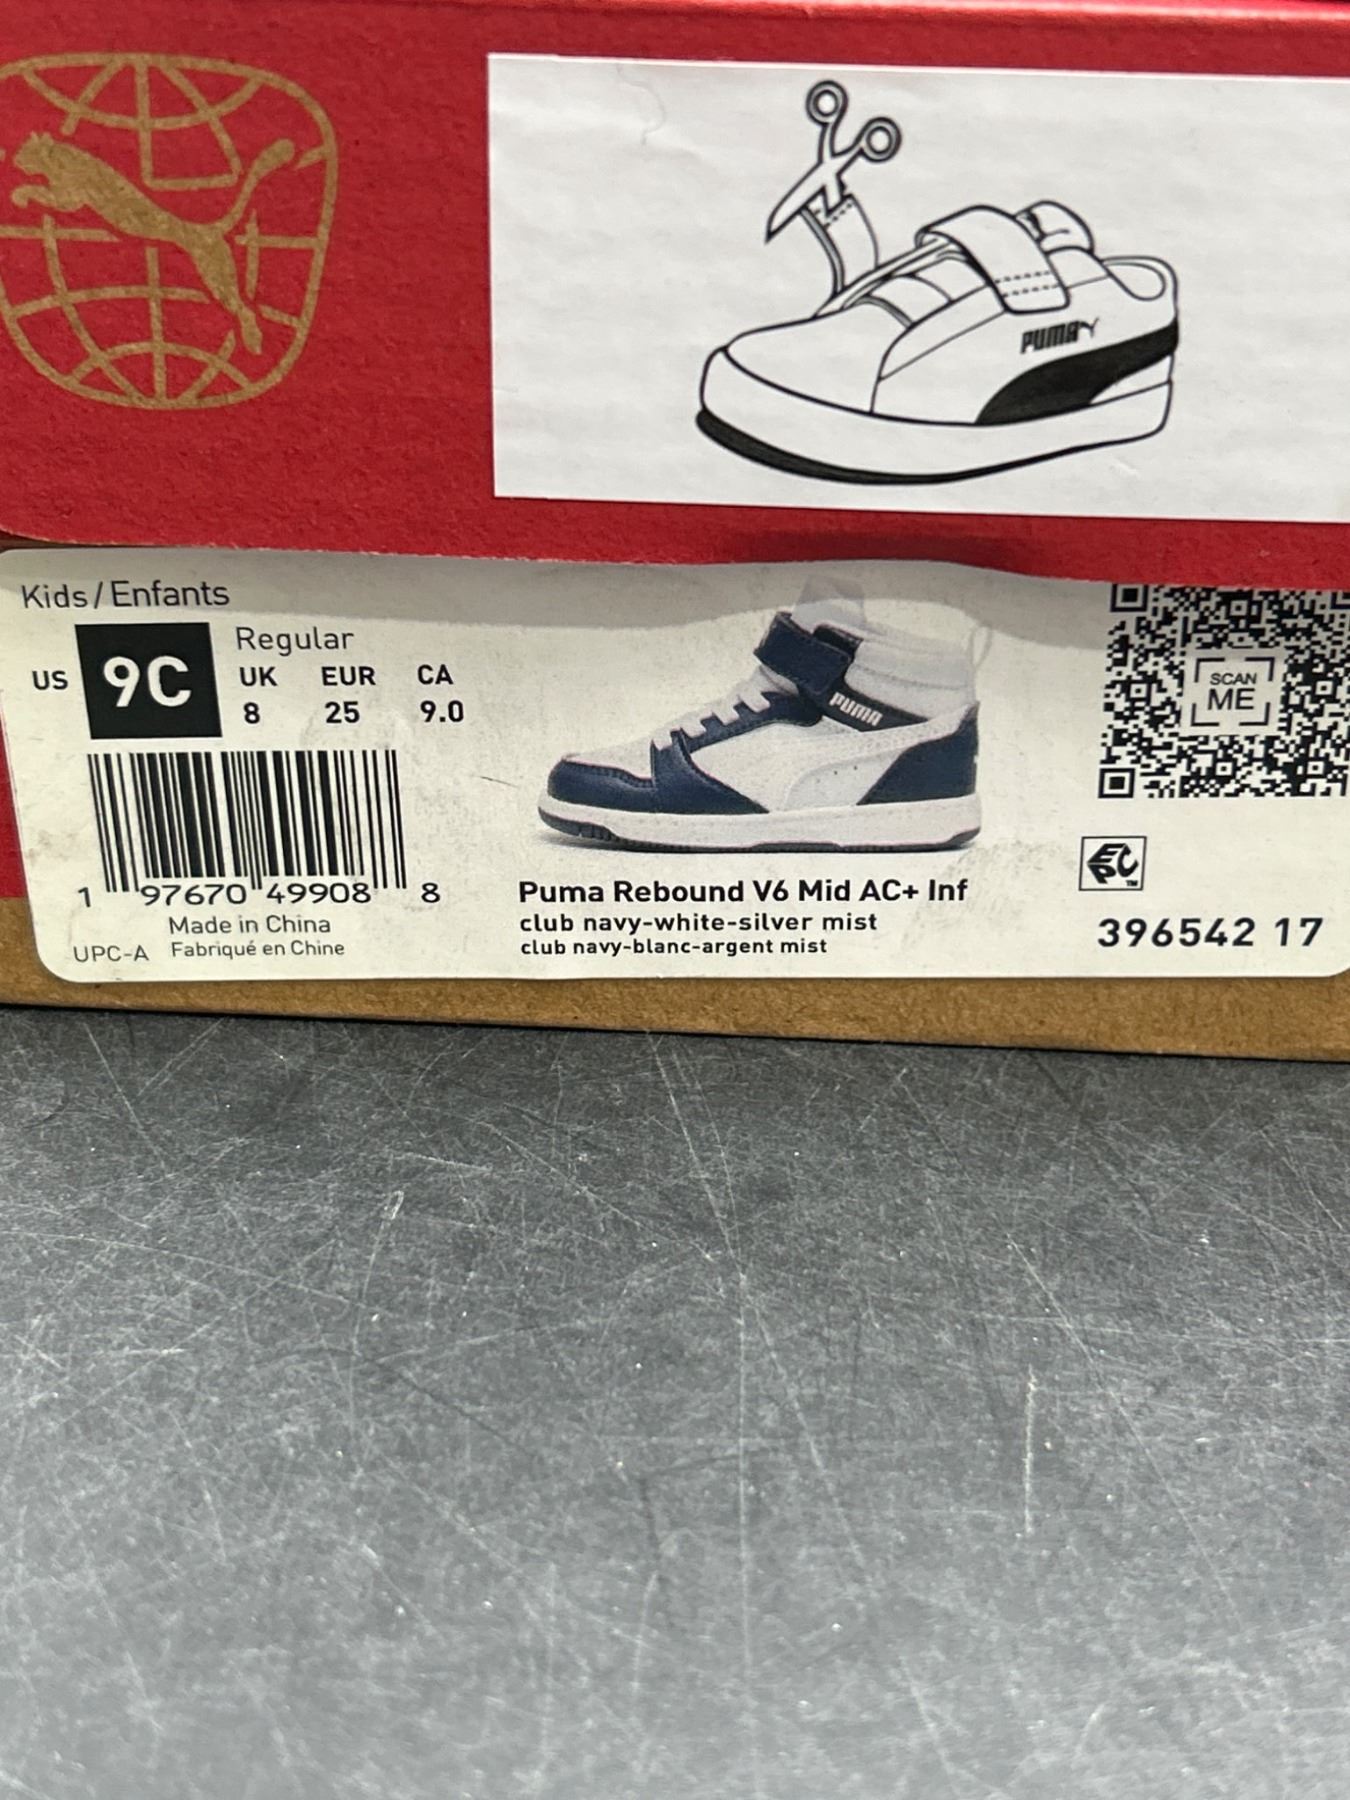 PUMA
Kids/Enfants
US 9C
Regular
UK EUR CA
8 25 9.0
PUMA
SCAN
ME
1 97670 49908 8
Made in China
UPC-A Fabriqué en Chine
Puma Rebound V6 Mid AC+ Inf
club navy-white-silver mist
club navy-blanc-argent mist
EPC TM
396542 17